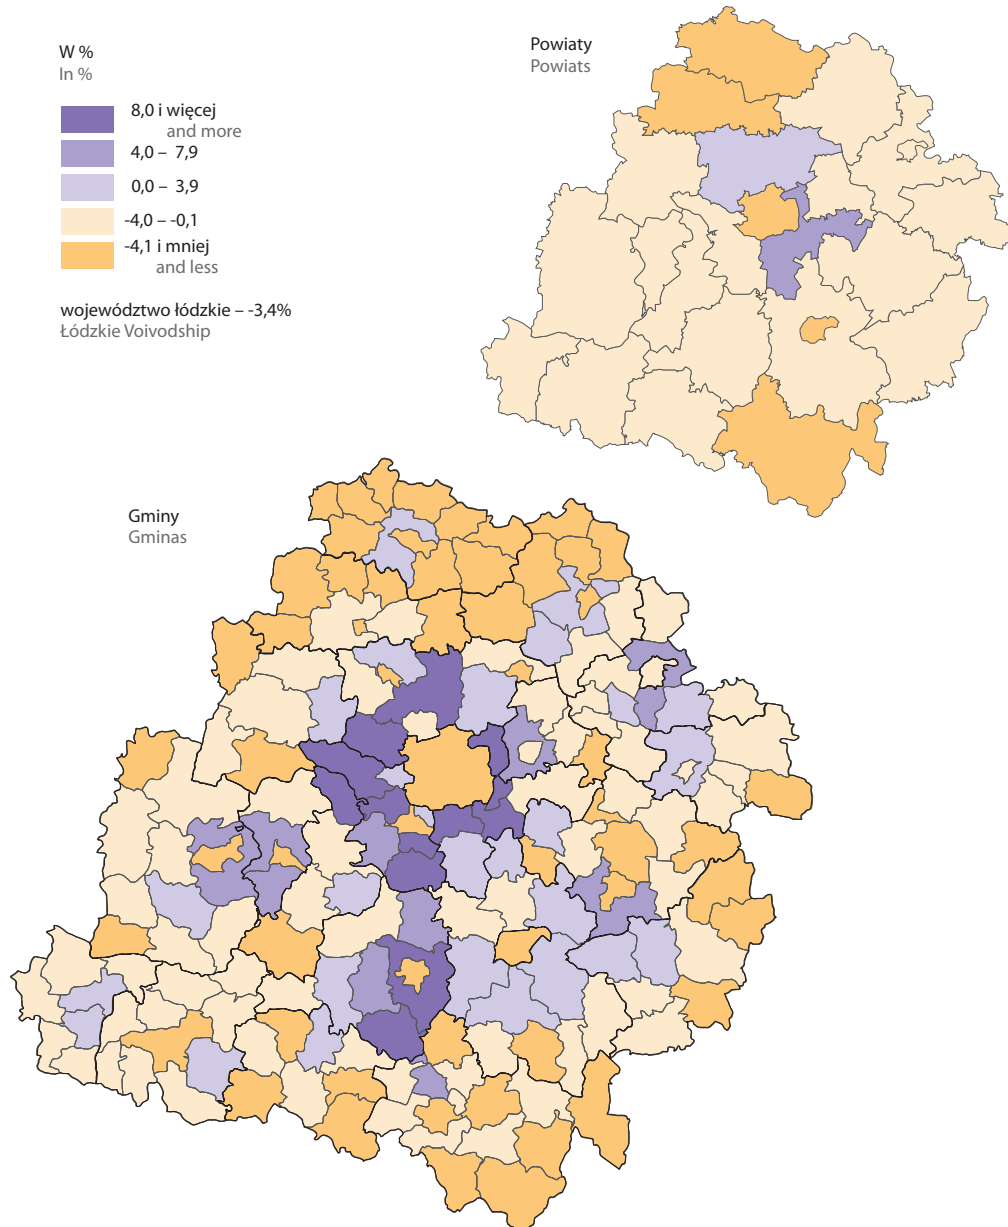 W %
In %
8,0 i więcej
and more
4,0 – 7,9
0,0 – 3,9
-4,0 – -0,1
-4,1 i mniej
and less
województwo łódzkie – -3,4%
Łódzkie Voivodship
Powiaty
Powiats
Gminy
Gminas